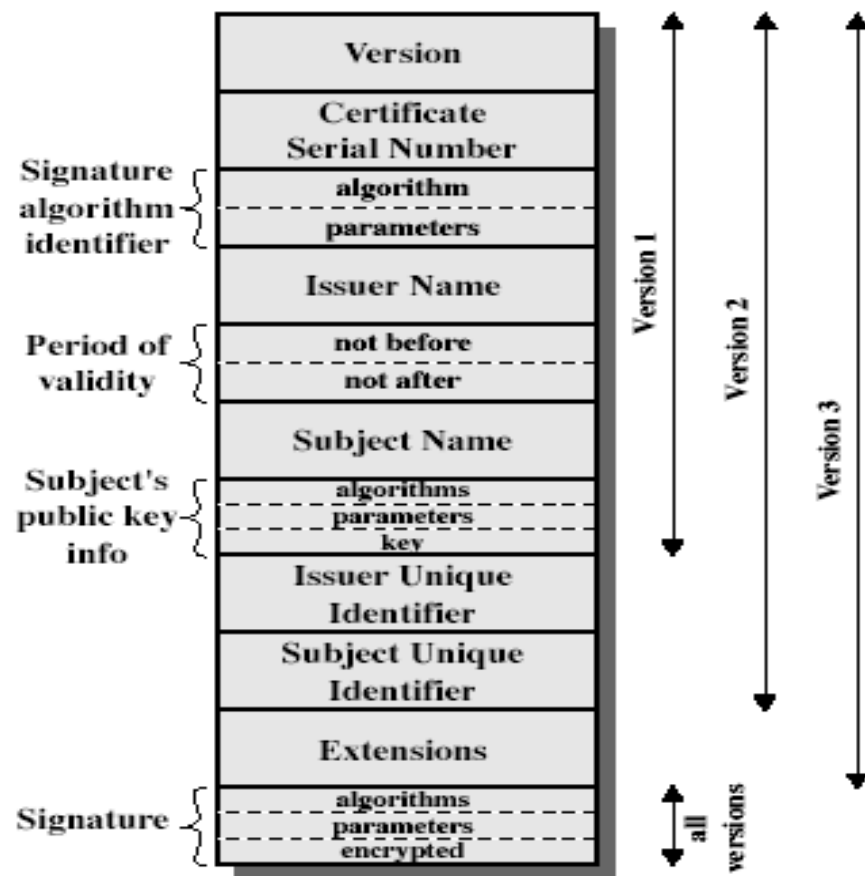 Version
Certificate
Serial Number
Signature
algorithm
identifier
algorithm
parameters
Issuer Name
Period of
validity
not before
not after
Subject Name
Subject's
public key
info
algorithms
parameters
key
Issuer Unique
Identifier
Subject Unique
Identifier
Extensions
Signature
algorithms
parameters
encrypted
Version 1
Version 2
Version 3
all
versions